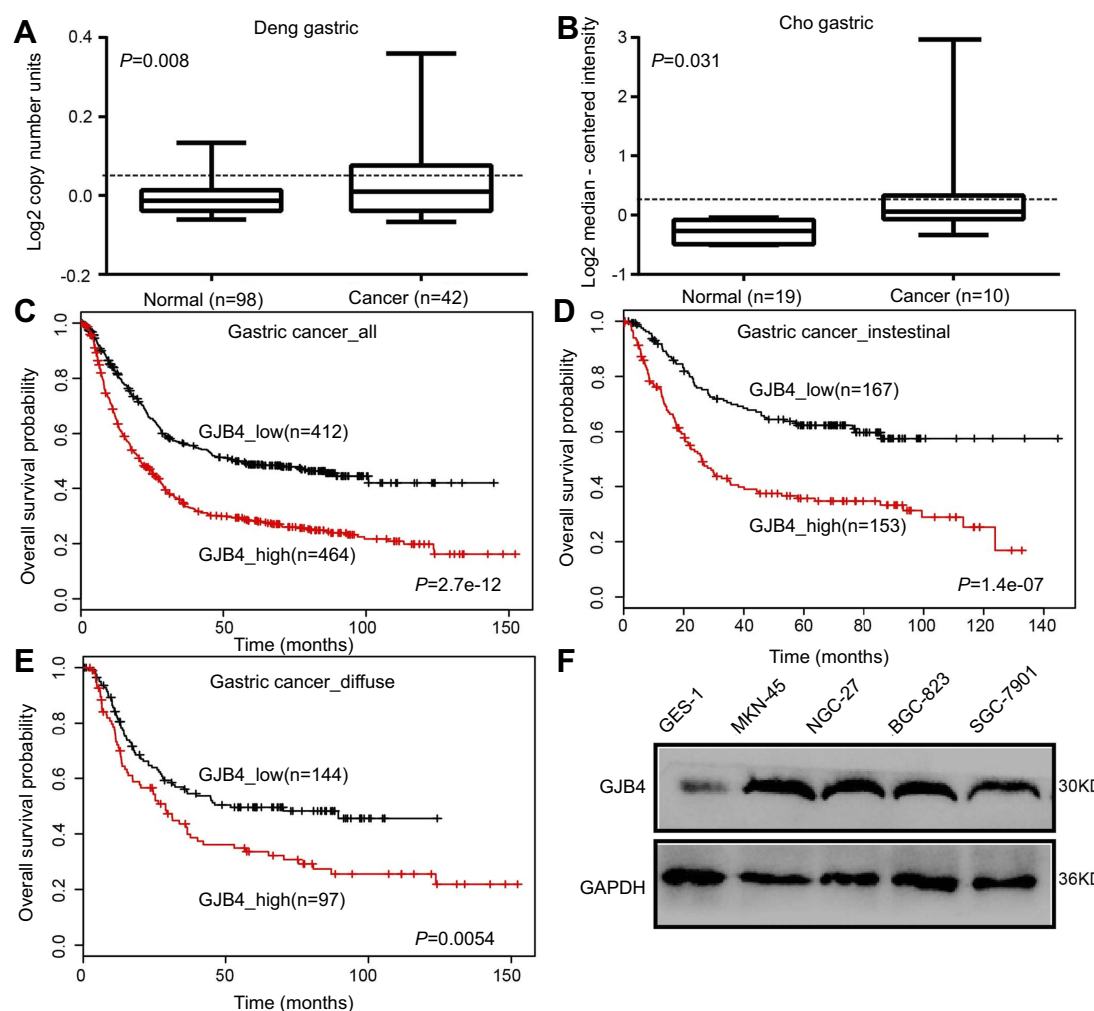 A
Deng gastric
P=0.008
Log2 copy number units
0.4
0.2
0.0
-0.2
Normal (n=98)
Cancer (n=42)
B
Cho gastric
P=0.031
Log2 median - centered intensity
3
2
1
0
-1
Normal (n=19)
Cancer (n=10)
C
Gastric cancer_all
Overall survival probability
1.0
0.8
0.6
0.4
0.2
0.0
GJB4_low(n=412)
GJB4_high(n=464)
P=2.7e-12
0 50 100 150
Time (months)
D
Gastric cancer_instestinal
Overall survival probability
1.0
0.8
0.6
0.4
0.2
0.0
GJB4_low(n=167)
GJB4_high(n=153)
P=1.4e-07
0 20 40 60 80 100 120 140
Time (months)
E
Gastric cancer_diffuse
Overall survival probability
1.0
0.8
0.6
0.4
0.2
0.0
GJB4_low(n=144)
GJB4_high(n=97)
P=0.0054
0 50 100 150
Time (months)
F
GES-1 MKN-45 NGC-27 BGC-823 SGC-7901
GJB4 30KD
GAPDH 36KD